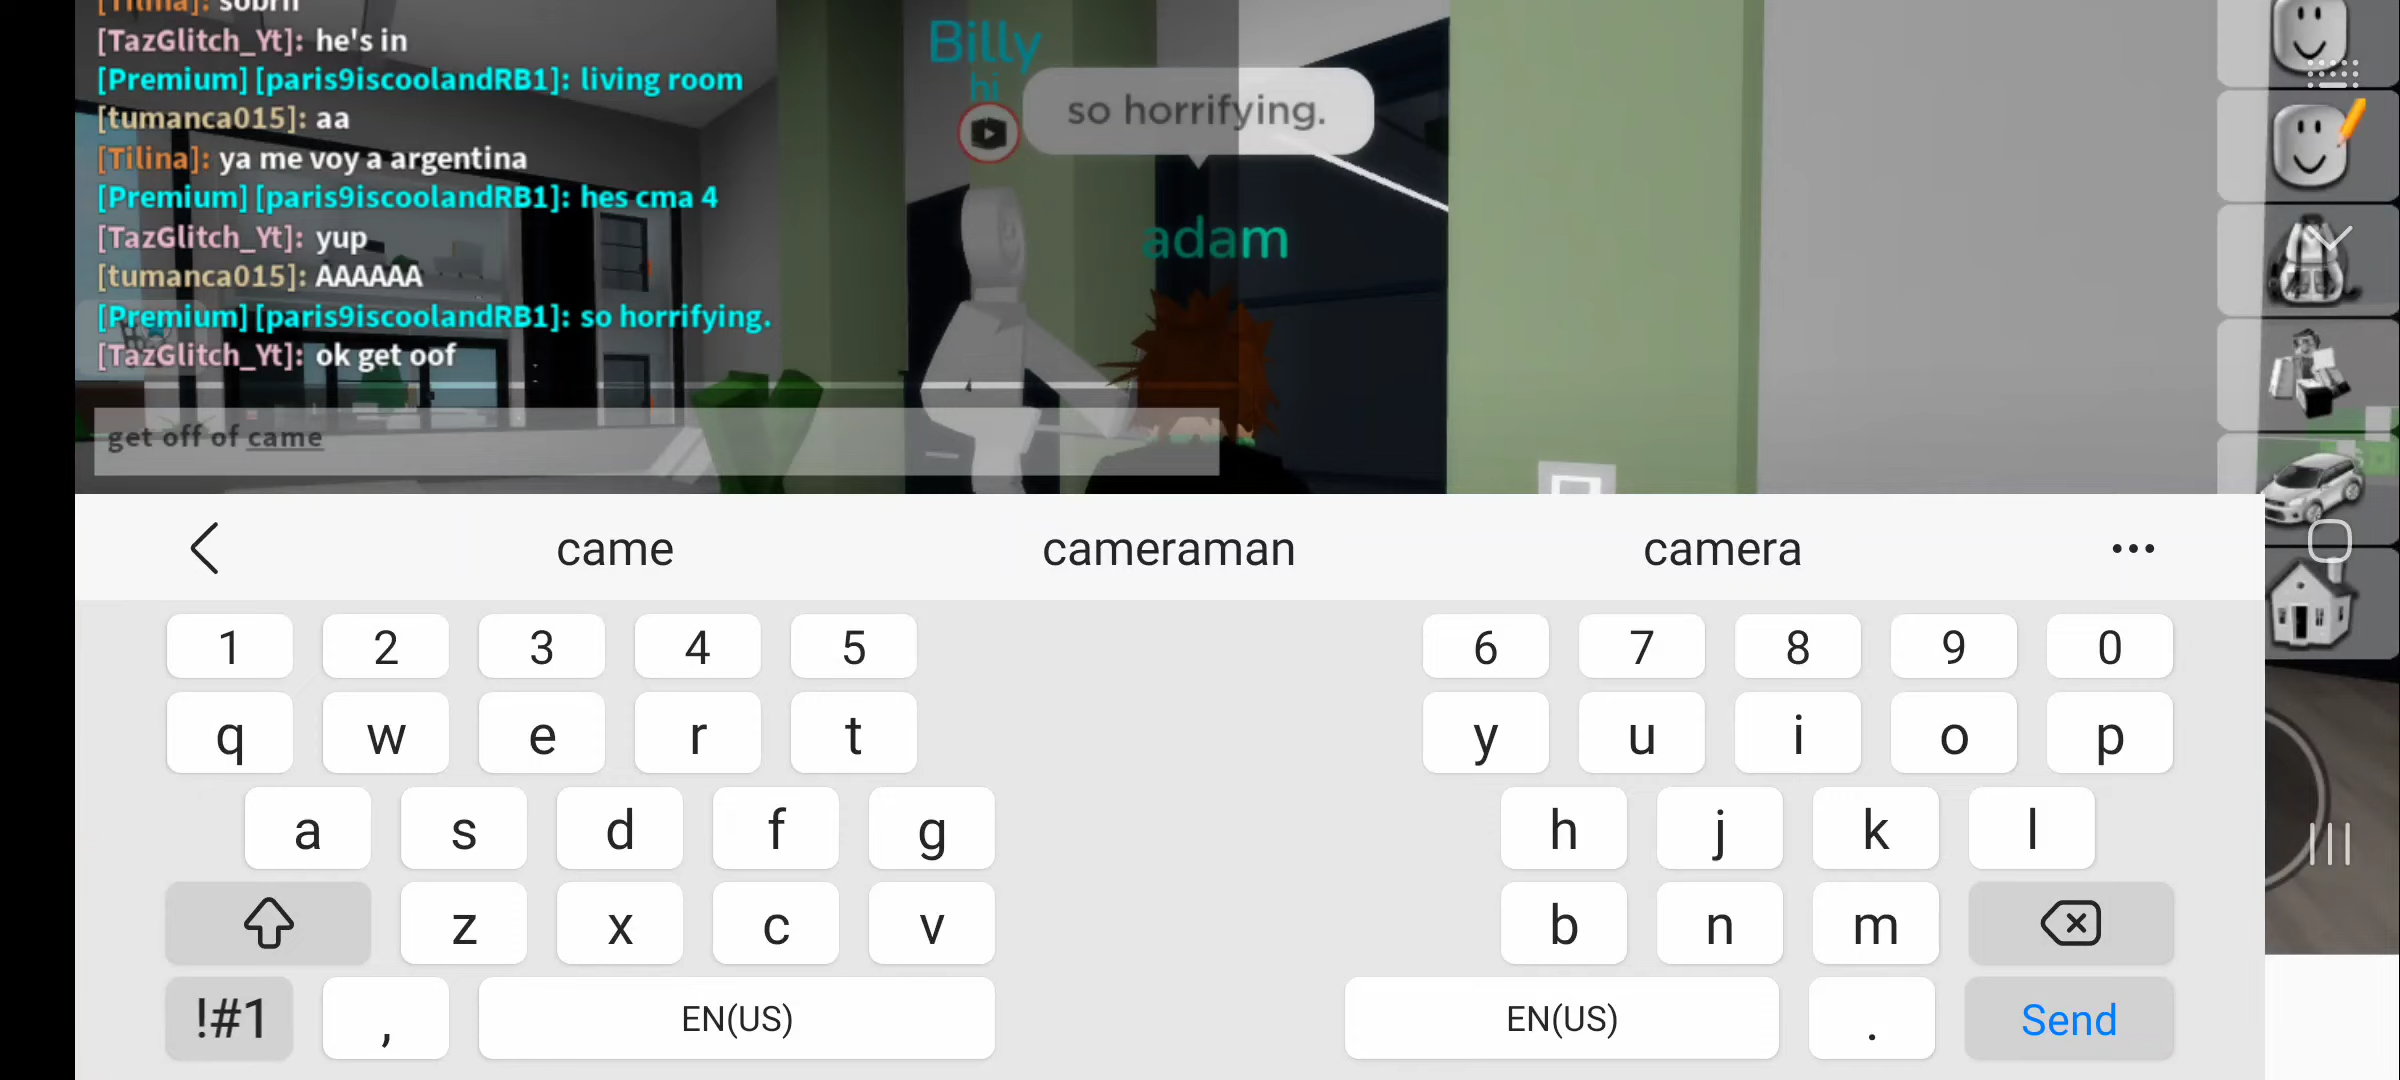 [Tilina]: sobrn
[TazGlitch_Yt]: he's in
[Premium] [paris9iscoolandRB1]: living room
[tumanca015]: aa
[Tilina]: ya me voy a argentina
[Premium] [paris9iscoolandRB1]: hes cma 4
[TazGlitch_Yt]: yup
[tumanca015]: AAAAAA
[Premium] [paris9iscoolandRB1]: so horrifying.
[TazGlitch_Yt]: ok get oof
Billy
hi
so horrifying.
adam
get off of came
came cameraman camera
1 2 3 4 5 6 7 8 9 0
q w e r t y u i o p
a s d f g h j k l
z x c v b n m
!#1 , EN(US) EN(US) . Send